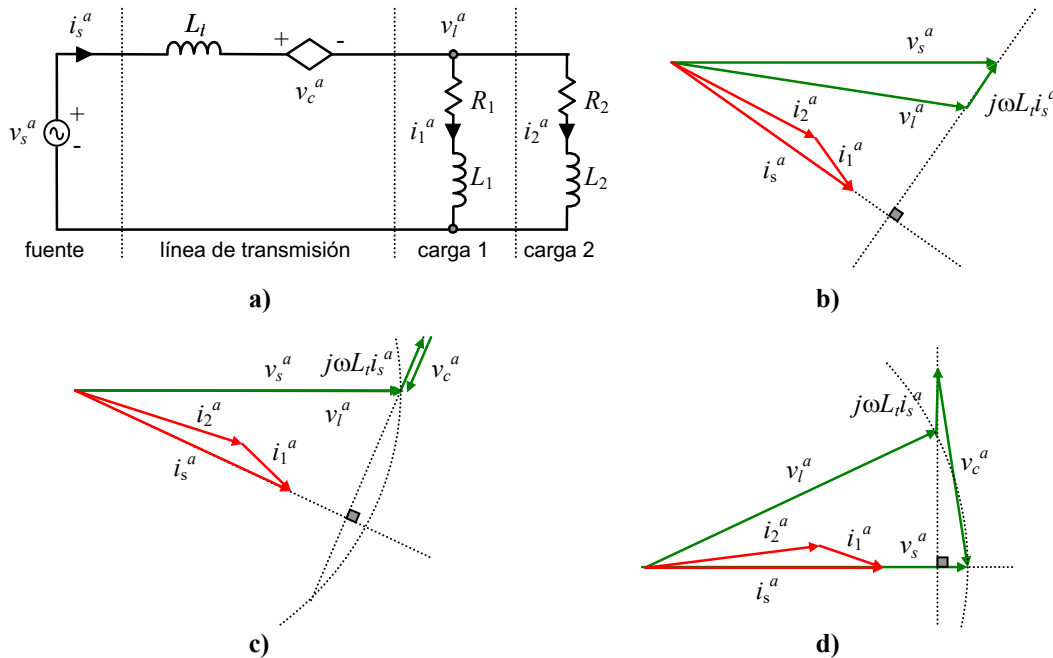 i_s^a
L_t
+ -
v_c^a
v_l^a
R_1
R_2
v_s^a
+
-
i_1^a
i_2^a
L_1
L_2
fuente
línea de transmisión
carga 1
carga 2
a)
v_s^a
i_2^a
v_l^a
jωL_t i_s^a
i_1^a
i_s^a
b)
v_s^a
jωL_t i_s^a
v_c^a
v_l^a
i_2^a
i_1^a
i_s^a
c)
jωL_t i_s^a
v_l^a
v_c^a
i_2^a
i_1^a
v_s^a
i_s^a
d)